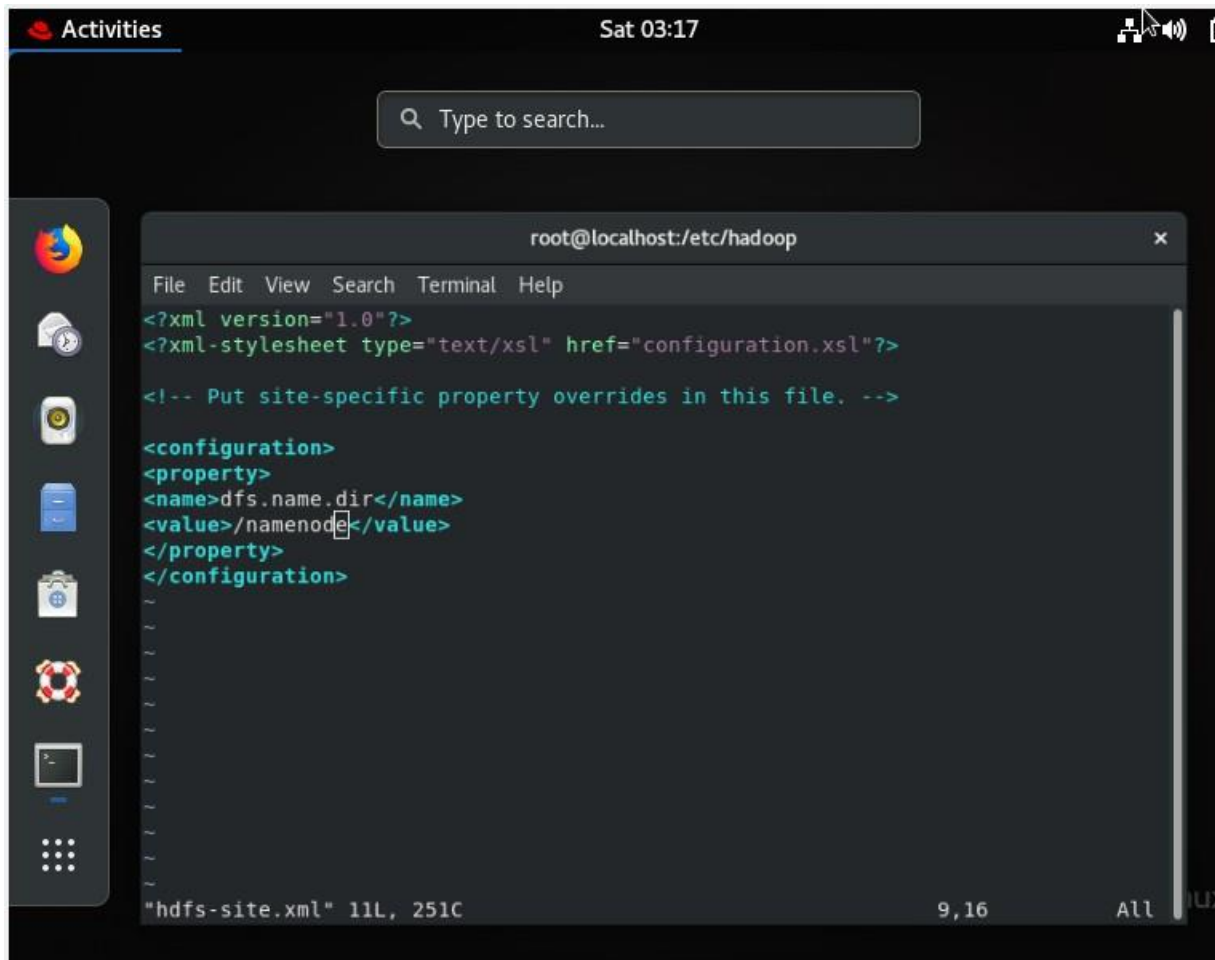 Activities
Sat 03:17
Type to search...
root@localhost:/etc/hadoop
File Edit View Search Terminal Help
<?xml version="1.0"?>
<?xml-stylesheet type="text/xsl" href="configuration.xsl"?>
<!-- Put site-specific property overrides in this file. -->
<configuration>
<property>
<name>dfs.name.dir</name>
<value>/namenode</value>
</property>
</configuration>
~
~
~
~
~
~
~
~
~
~
~
~
"hdfs-site.xml" 11L, 251C 9,16 All